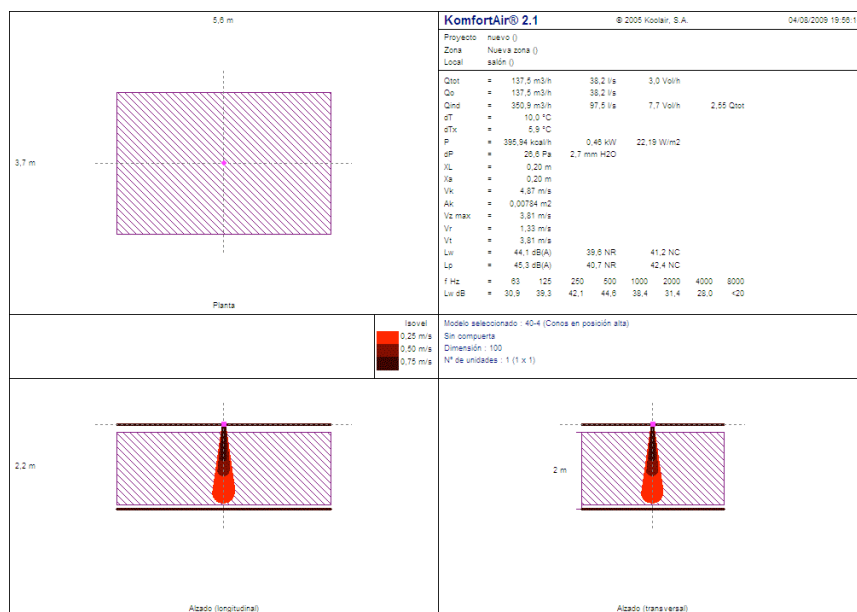 5,6 m
3,7 m
Planta
KomfortAir® 2.1 © 2005 Koolair, S.A. 04/08/2009 19:56:1
Proyecto nuevo ()
Zona Nueva zona ()
Local salón ()
Qtot = 137,5 m3/h 38,2 l/s 3,0 Vol/h
Qo = 137,5 m3/h 38,2 l/s
Qind = 350,9 m3/h 97,5 l/s 7,7 Vol/h 2,55 Qtot
dT = 10,0 °C
dTx = 5,9 °C
P = 395,94 kcal/h 0,46 kW 22,19 W/m2
dP = 26,6 Pa 2,7 mm H2O
XL = 0,20 m
Xa = 0,20 m
Vk = 4,87 m/s
Ak = 0,00784 m2
Vz max = 3,81 m/s
Vr = 1,33 m/s
Vt = 3,81 m/s
Lw = 44,1 dB(A) 39,6 NR 41,2 NC
Lp = 45,3 dB(A) 40,7 NR 42,4 NC
f Hz = 63 125 250 500 1000 2000 4000 8000
Lw dB = 30,9 39,3 42,1 44,6 38,4 31,4 28,0 <20
Isovel
0,25 m/s
0,50 m/s
0,75 m/s
Modelo seleccionado : 40-4 (Conos en posición alta)
Sin compuerta
Dimensión : 100
Nº de unidades : 1 (1 x 1)
2,2 m
Alzado (longitudinal)
2 m
Alzado (transversal)